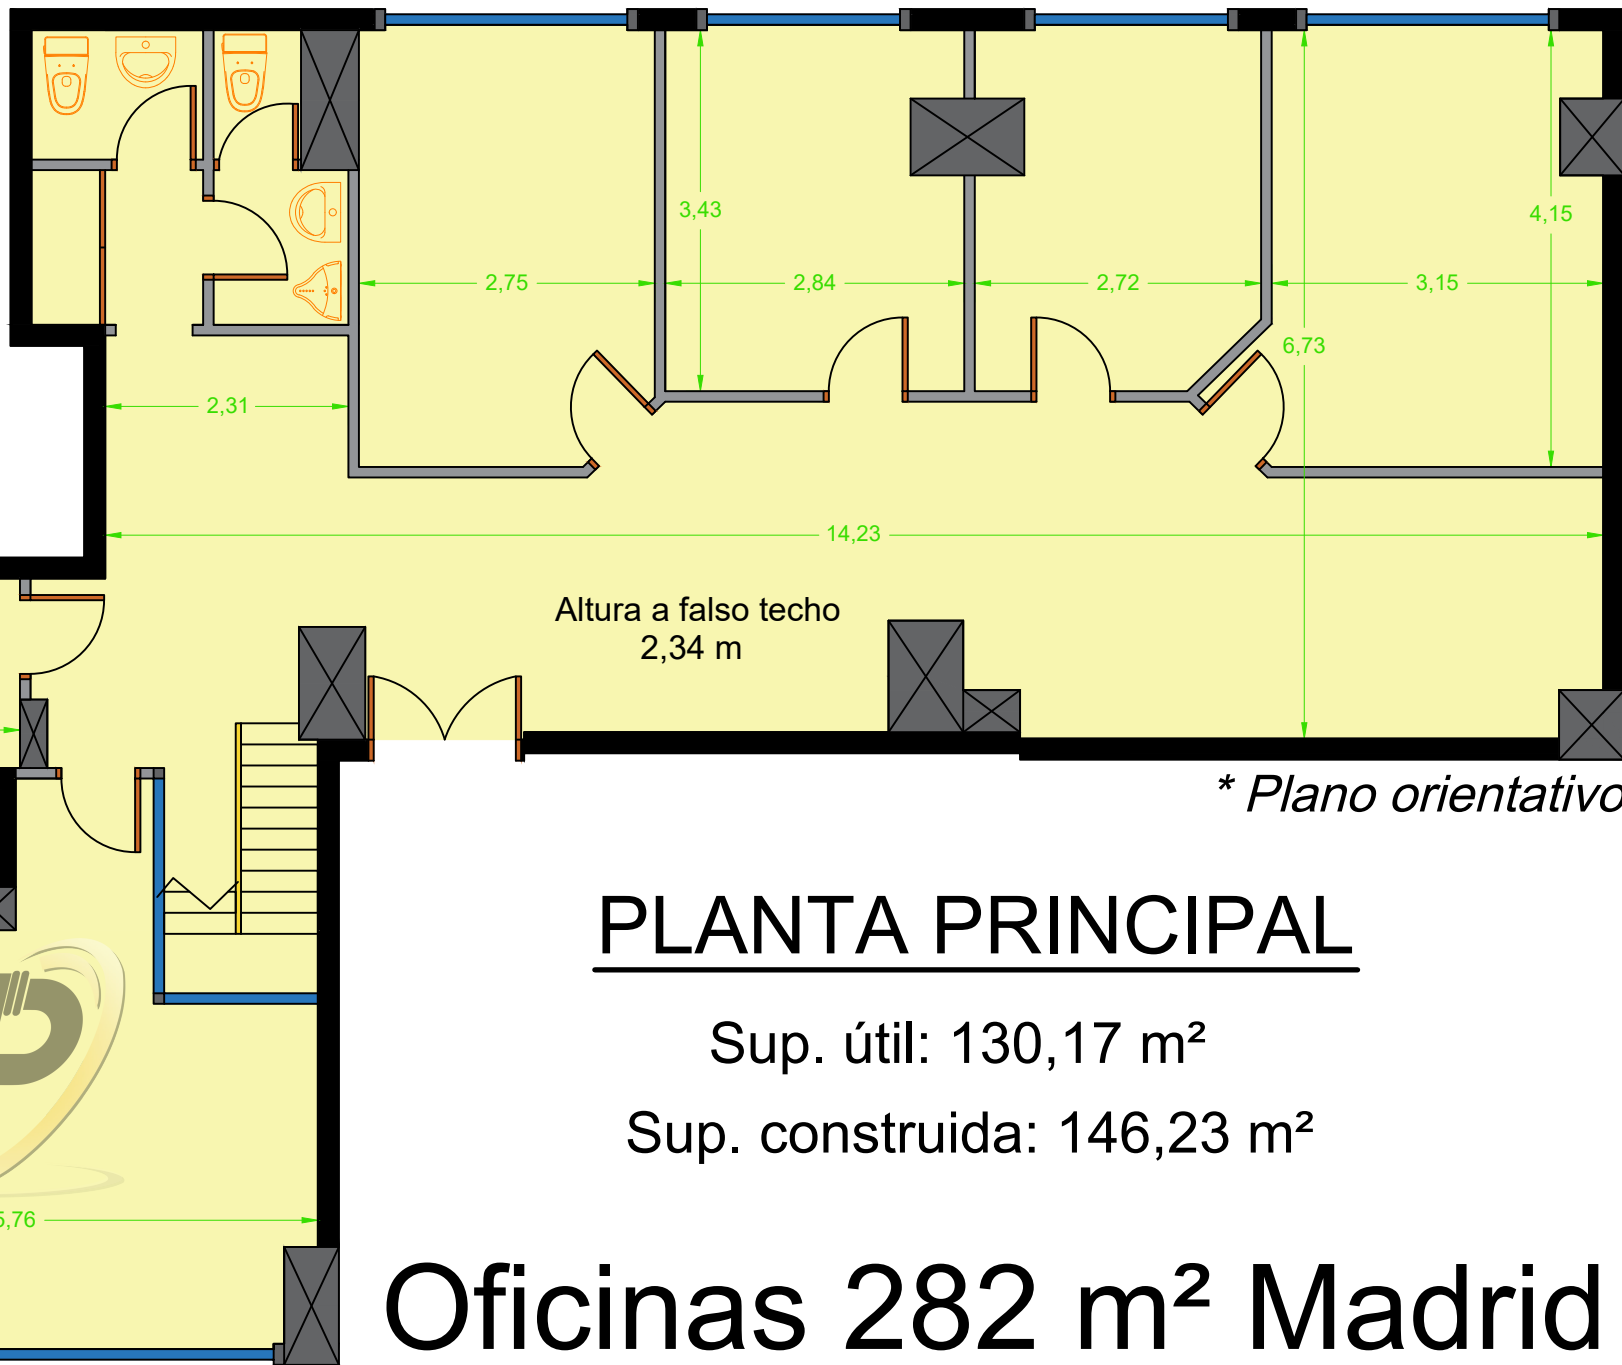 3,43
4,15
2,75
2,84
2,72
3,15
6,73
2,31
14,23
Altura a falso techo
2,34 m
* Plano orientativo
PLANTA PRINCIPAL
Sup. útil: 130,17 m²
Sup. construida: 146,23 m²
5,76
Oficinas 282 m² Madrid